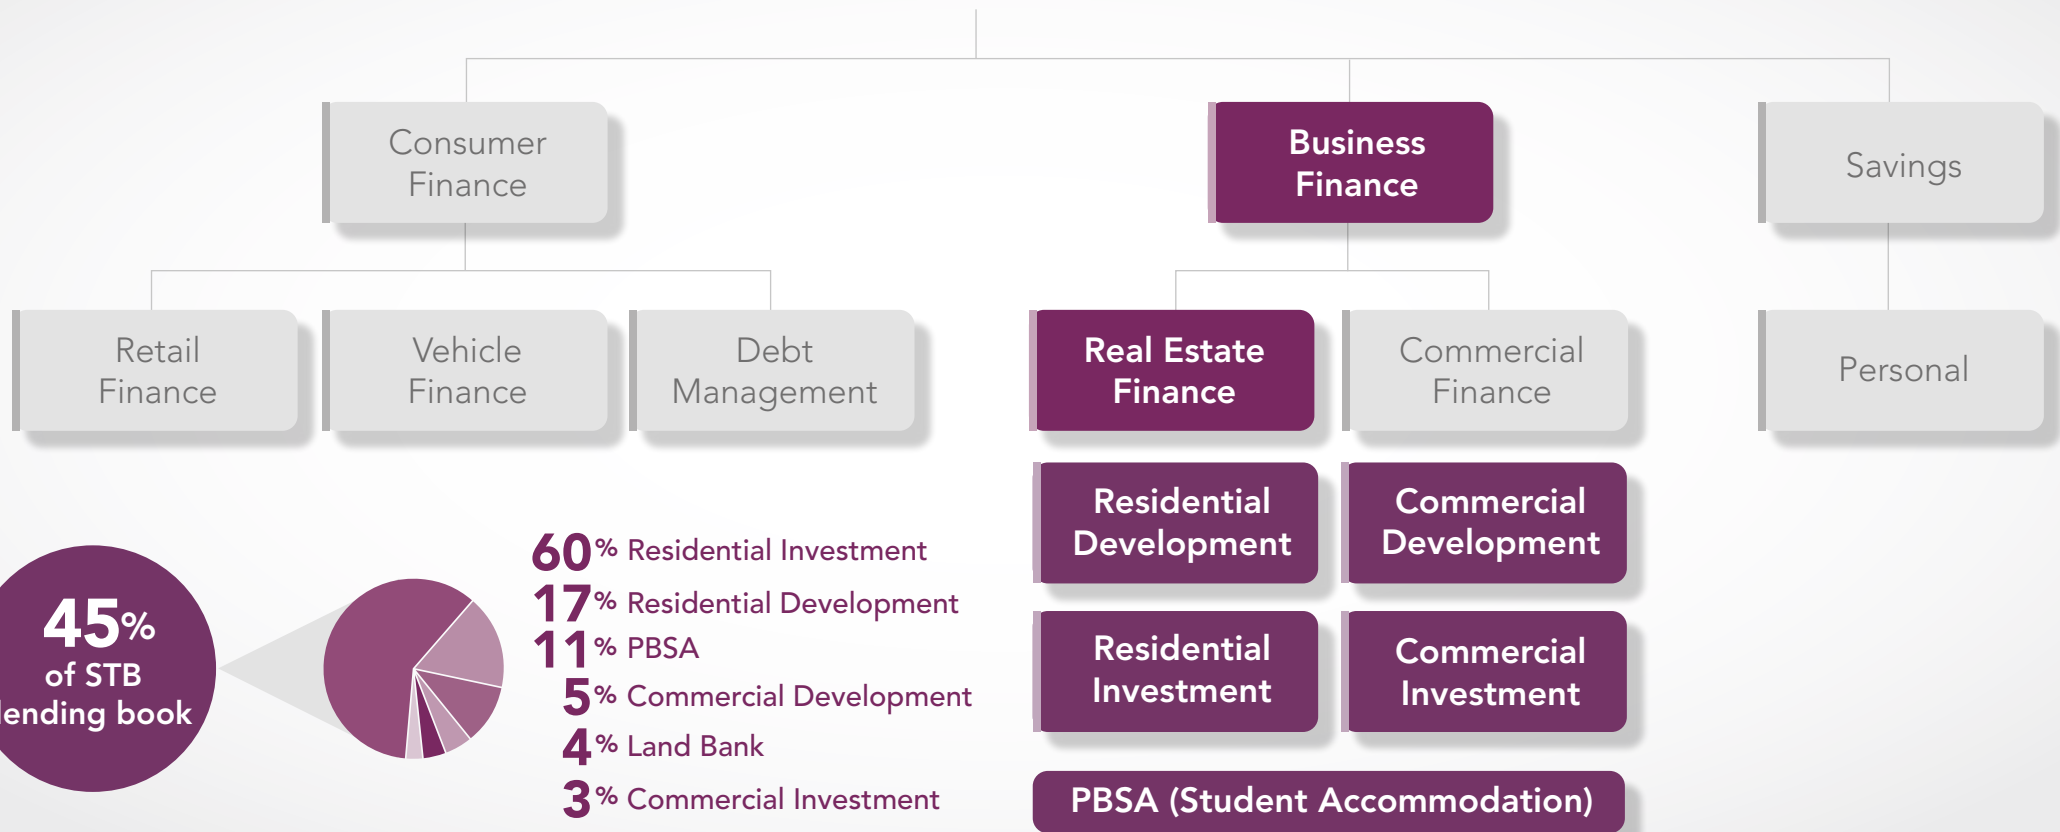 Consumer
Finance
Business
Finance
Savings
Retail
Finance
Vehicle
Finance
Debt
Management
Real Estate
Finance
Commercial
Finance
Personal
Residential
Development
Commercial
Development
Residential
Investment
Commercial
Investment
PBSA (Student Accommodation)
45%
of STB
lending book
60% Residential Investment
17% Residential Development
11% PBSA
5% Commercial Development
4% Land Bank
3% Commercial Investment